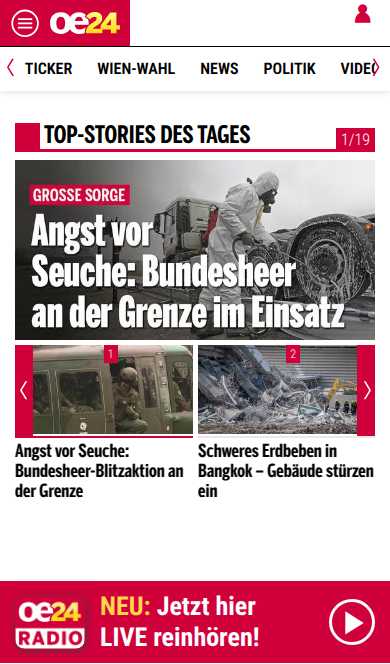 oe24
TICKER WIEN-WAHL NEWS POLITIK VIDEO
TOP-STORIES DES TAGES
1/19
GROSSE SORGE
Angst vor
Seuche: Bundesheer
an der Grenze im Einsatz
1
2
Angst vor Seuche:
Bundesheer-Blitzaktion an
der Grenze
Schweres Erdbeben in
Bangkok – Gebäude stürzen
ein
oe24
RADIO
NEU: Jetzt hier
LIVE reinhören!